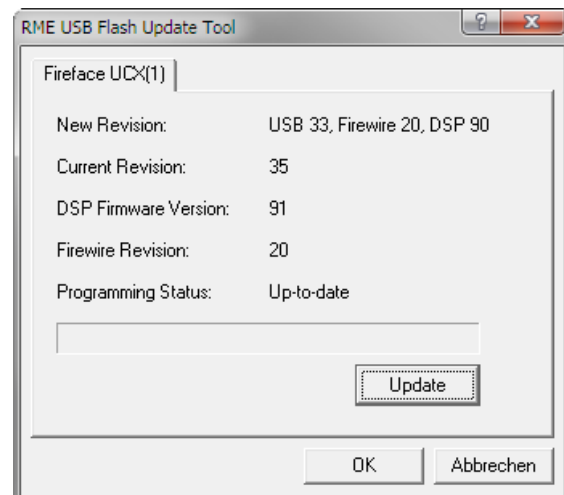 RME USB Flash Update Tool
Fireface UCX(1)
New Revision: USB 33, Firewire 20, DSP 90
Current Revision: 35
DSP Firmware Version: 91
Firewire Revision: 20
Programming Status: Up-to-date
Update
OK Abbrechen